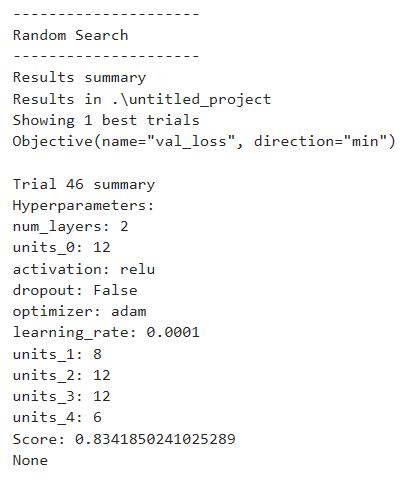 ---------------------
Random Search
---------------------
Results summary
Results in .\untitled_project
Showing 1 best trials
Objective(name="val_loss", direction="min")

Trial 46 summary
Hyperparameters:
num_layers: 2
units_0: 12
activation: relu
dropout: False
optimizer: adam
learning_rate: 0.0001
units_1: 8
units_2: 12
units_3: 12
units_4: 6
Score: 0.8341850241025289
None